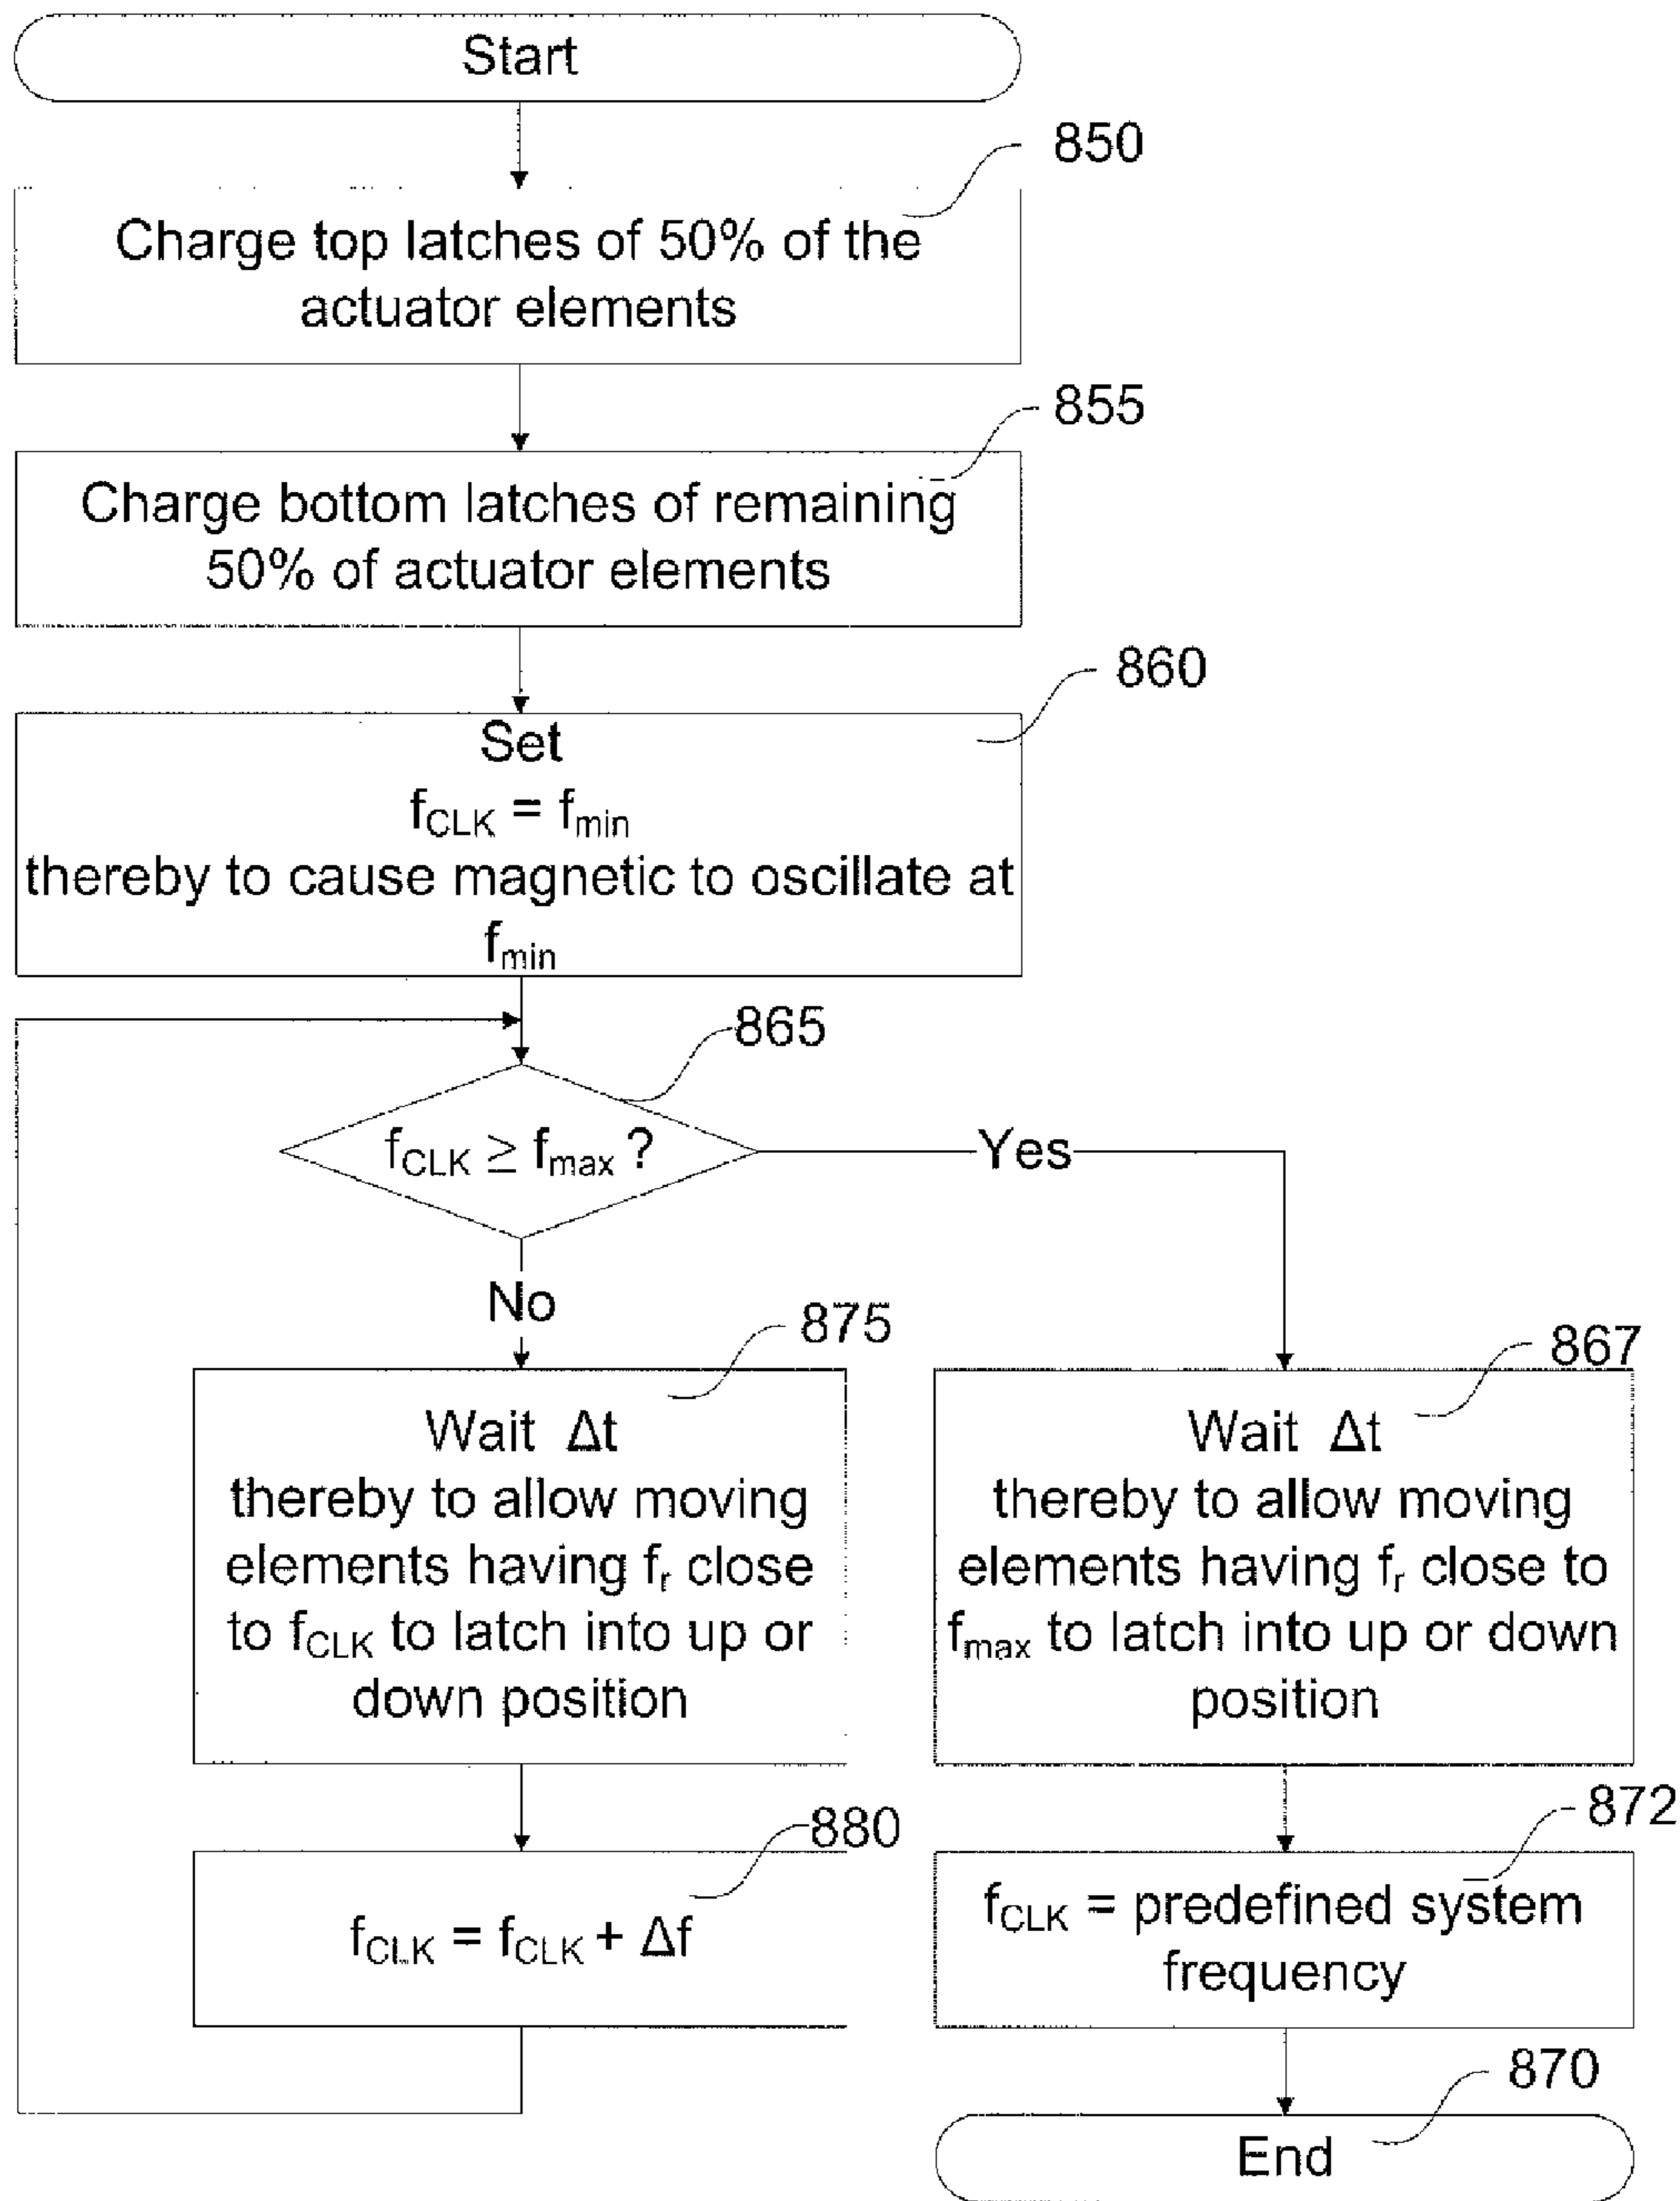 Start
850
Charge top latches of 50% of the
actuator elements
855
Charge bottom latches of remaining
50% of actuator elements
860
Set
fCLK = fmin
thereby to cause magnetic to oscillate at
fmin
865
fCLK ≥ fmax ?
Yes
No
875
Wait Δt
thereby to allow moving
elements having fr close
to fCLK to latch into up or
down position
867
Wait Δt
thereby to allow moving
elements having fr close to
fmax to latch into up or down
position
880
fCLK = fCLK + Δf
872
fCLK = predefined system
frequency
870
End